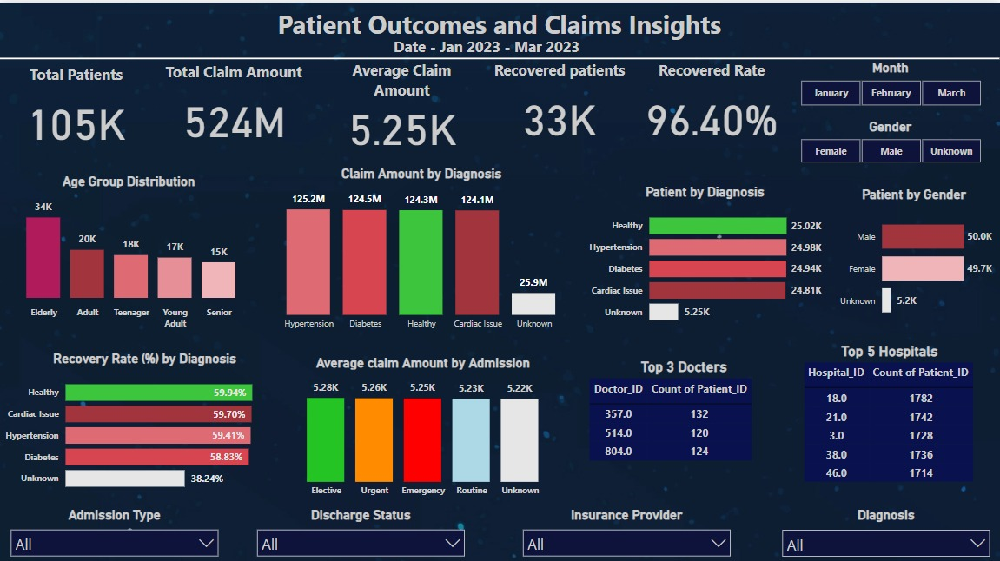 Patient Outcomes and Claims Insights
Date - Jan 2023 - Mar 2023
Total Patients
105K
Total Claim Amount
524M
Average Claim
Amount
5.25K
Recovered patients
33K
Recovered Rate
96.40%
Month
January February March
Gender
Female Male Unknown
Age Group Distribution
34K
20K
18K
17K
15K
Elderly Adult Teenager Young Senior
Adult
Claim Amount by Diagnosis
125.2M 124.5M 124.3M 124.1M
25.9M
Hypertension Diabetes Healthy Cardiac Issue Unknown
Patient by Diagnosis
Healthy 25.02K
Hypertension 24.98K
Diabetes 24.94K
Cardiac Issue 24.81K
Unknown 5.25K
Patient by Gender
Male 50.0K
Female 49.7K
Unknown 5.2K
Recovery Rate (%) by Diagnosis
Healthy 59.94%
Cardiac Issue 59.70%
Hypertension 59.41%
Diabetes 58.83%
Unknown 38.24%
Average claim Amount by Admission
5.28K 5.26K 5.25K 5.23K 5.22K
Elective Urgent Emergency Routine Unknown
Top 3 Docters
Doctor_ID Count of Patient_ID
357.0 132
514.0 120
804.0 124
Top 5 Hospitals
Hospital_ID Count of Patient_ID
18.0 1782
21.0 1742
3.0 1728
38.0 1736
46.0 1714
Admission Type
All
Discharge Status
All
Insurance Provider
All
Diagnosis
All